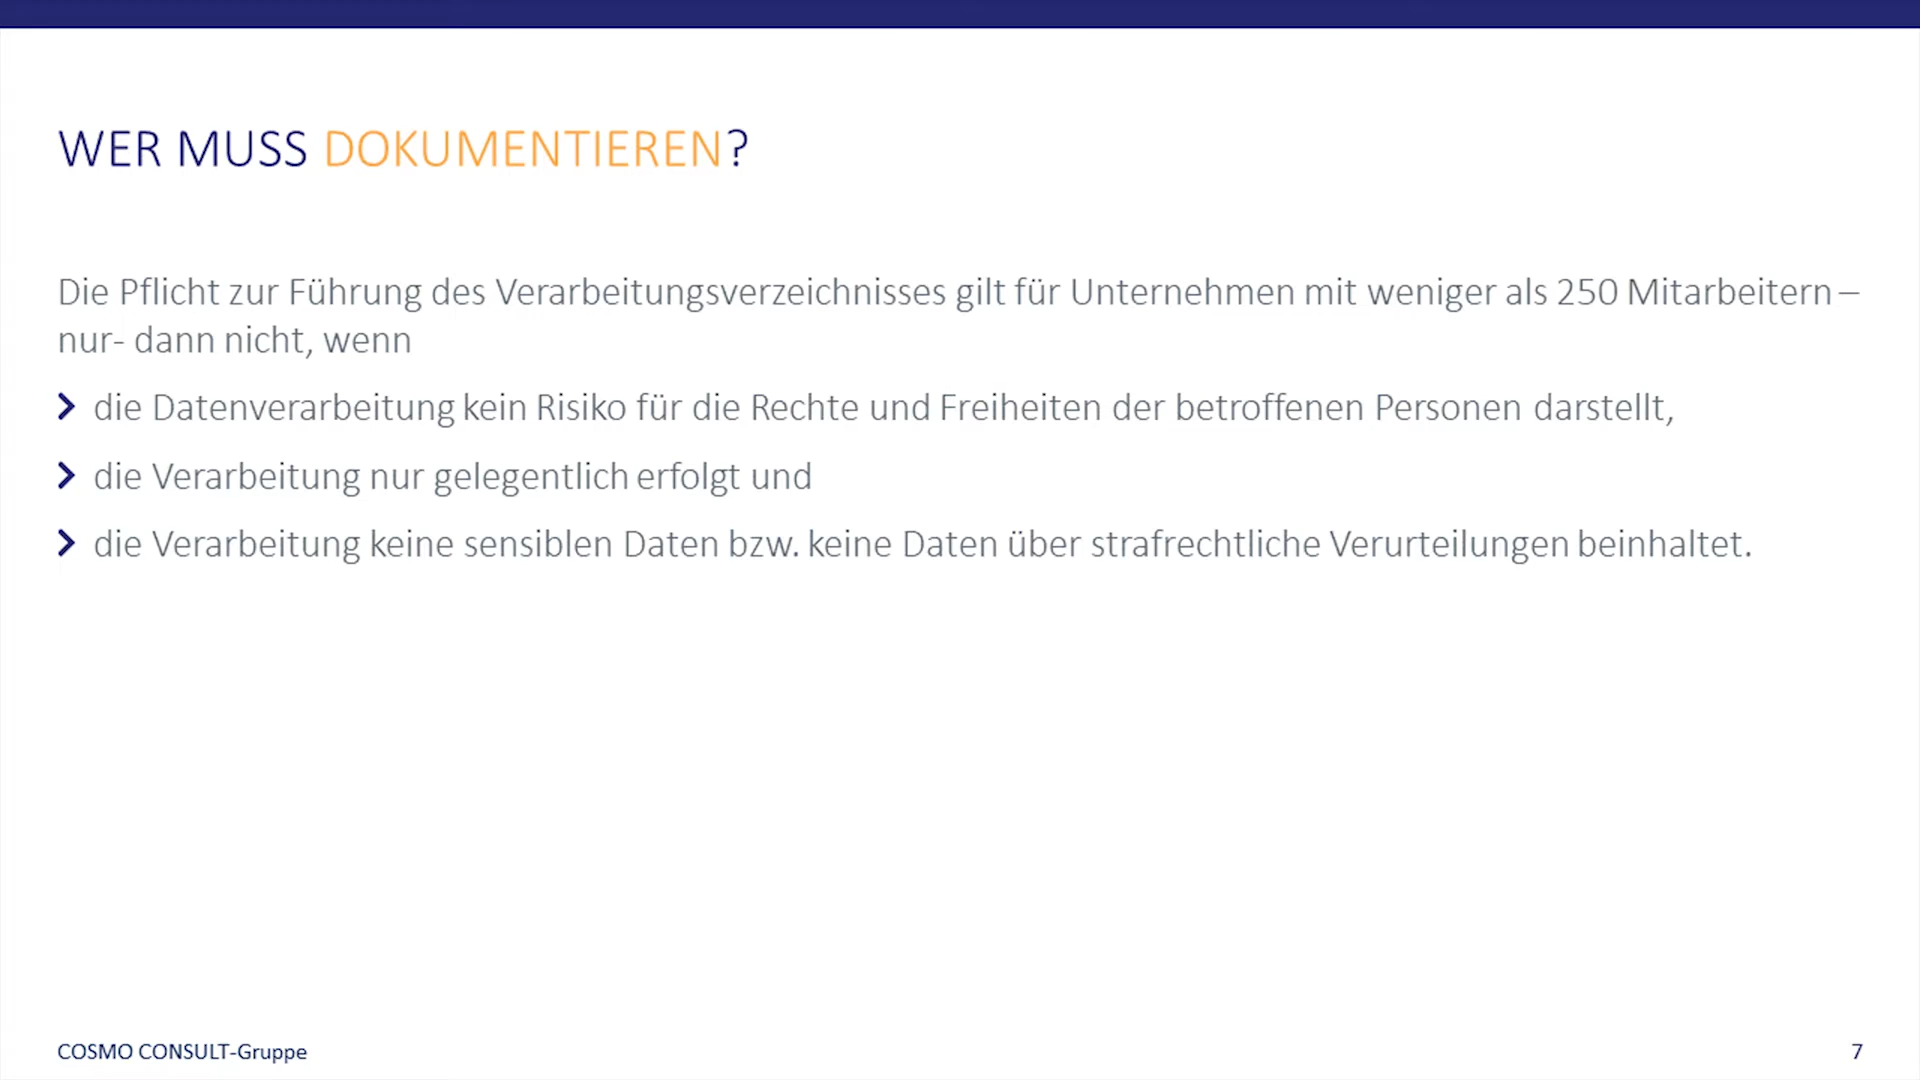 WER MUSS DOKUMENTIEREN?
Die Pflicht zur Führung des Verarbeitungsverzeichnisses gilt für Unternehmen mit weniger als 250 Mitarbeitern –
nur- dann nicht, wenn
die Datenverarbeitung kein Risiko für die Rechte und Freiheiten der betroffenen Personen darstellt,
die Verarbeitung nur gelegentlich erfolgt und
die Verarbeitung keine sensiblen Daten bzw. keine Daten über strafrechtliche Verurteilungen beinhaltet.
COSMO CONSULT-Gruppe
7